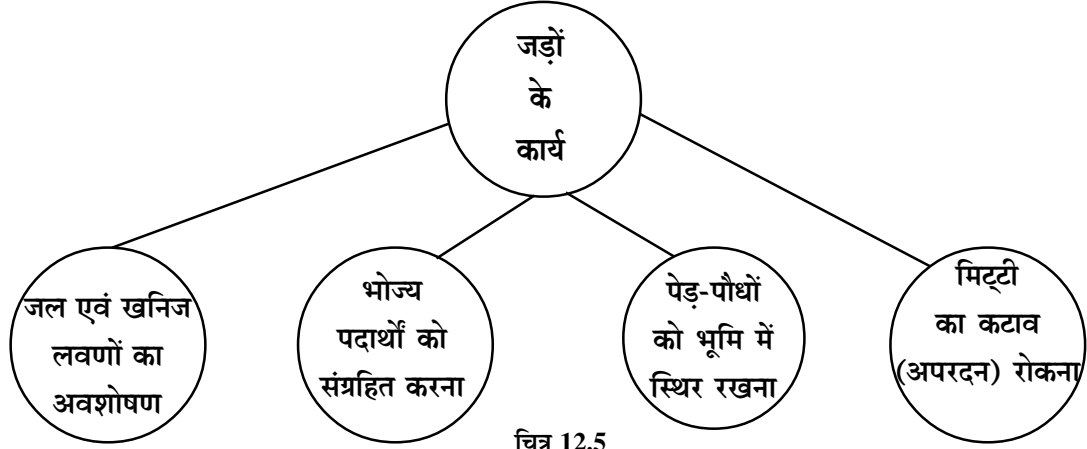 जड़ों
के
कार्य
जल एवं खनिज
लवणों का
अवशोषण
भोज्य
पदार्थों को
संग्रहित करना
पेड़-पौधों
को भूमि में
स्थिर रखना
मिट्टी
का कटाव
(अपरदन) रोकना
चित्र 12.5